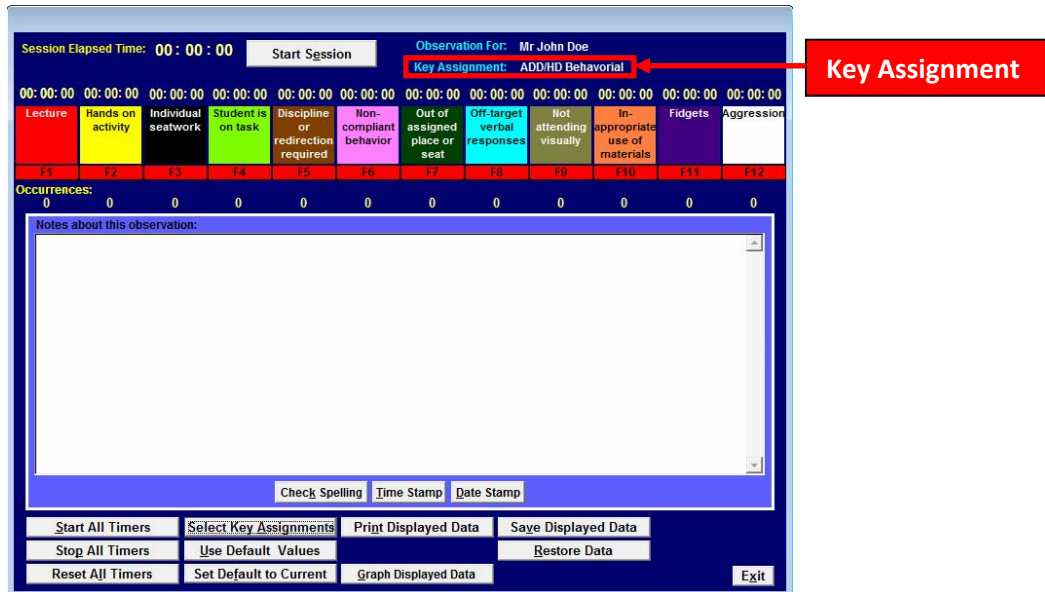 Session Elapsed Time: 00: 00: 00
Start Session
Observation For: Mr John Doe
Key Assignment: ADD/HD Behavorial
Key Assignment
00: 00: 00 00: 00: 00 00: 00: 00 00: 00: 00 00: 00: 00 00: 00: 00 00: 00: 00 00: 00: 00 00: 00: 00 00: 00: 00 00: 00: 00 00: 00: 00
Lecture
Hands on
activity
Individual
seatwork
Student is
on task
Discipline
or
redirection
required
Non-
compliant
behavior
Out of
assigned
place or
seat
Off-target
verbal
responses
Not
attending
visually
In-
appropriate
use of
materials
Fidgets
Aggression
F1 F2 F3 F4 F5 F6 F7 F8 F9 F10 F11 F12
Occurrences:
0 0 0 0 0 0 0 0 0 0 0 0
Notes about this observation:
Check Spelling Time Stamp Date Stamp
Start All Timers Select Key Assignments Print Displayed Data Save Displayed Data
Stop All Timers Use Default Values Restore Data
Reset All Timers Set Default to Current Graph Displayed Data Exit